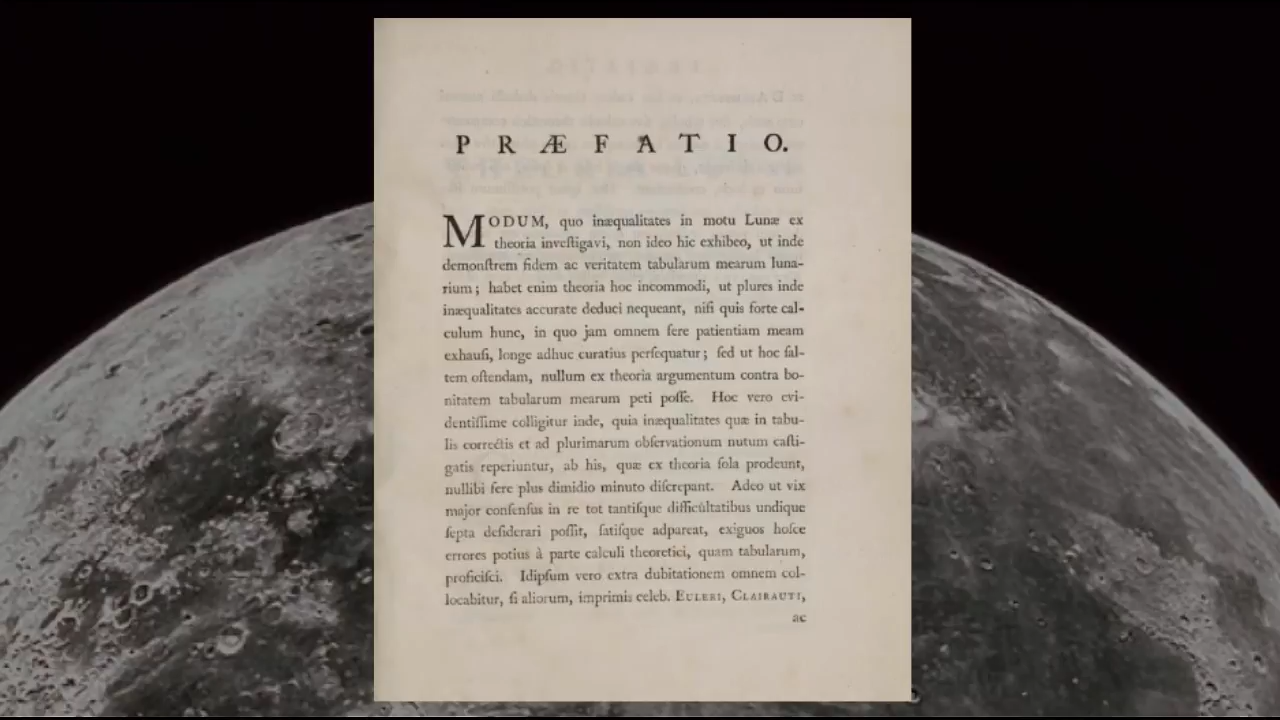 PRÆFATIO.
MODUM, quo inæqualitates in motu Lunæ ex
theoria inveſtigavi, non ideo hic exhibeo, ut inde
demonſtrem fidem ac veritatem tabularum mearum luna-
rium; habet enim theoria hoc incommodi, ut plures inde
inæqualitates accurate deduci nequeant, niſi quis forte cal-
culum hunc, in quo jam omnem fere patientiam meam
exhauſi, longe adhuc curatius perſequatur; ſed ut hoc ſal-
tem oſtendam, nullum ex theoria argumentum contra bo-
nitatem tabularum mearum peti poſſe. Hoc vero evi-
dentiſſime colligitur inde, quia inæqualitates quæ in tabu-
lis correctis et ad plurimarum obſervationum nutum caſti-
gatis reperiuntur, ab his, quæ ex theoria ſola prodeunt,
nullibi fere plus dimidio minuto diſcrepant. Adeo ut vix
major conſenſus in re tot tantiſque difficultatibus undique
ſepta deſiderari poſſit, ſatiſque adpareat, exiguos hoſce
errores potius à parte calculi theoretici, quam tabularum,
proficiſci. Idipſum vero extra dubitationem omnem col-
locabitur, ſi aliorum, imprimis celeb. EULERI, CLAIRAUTI,
ac